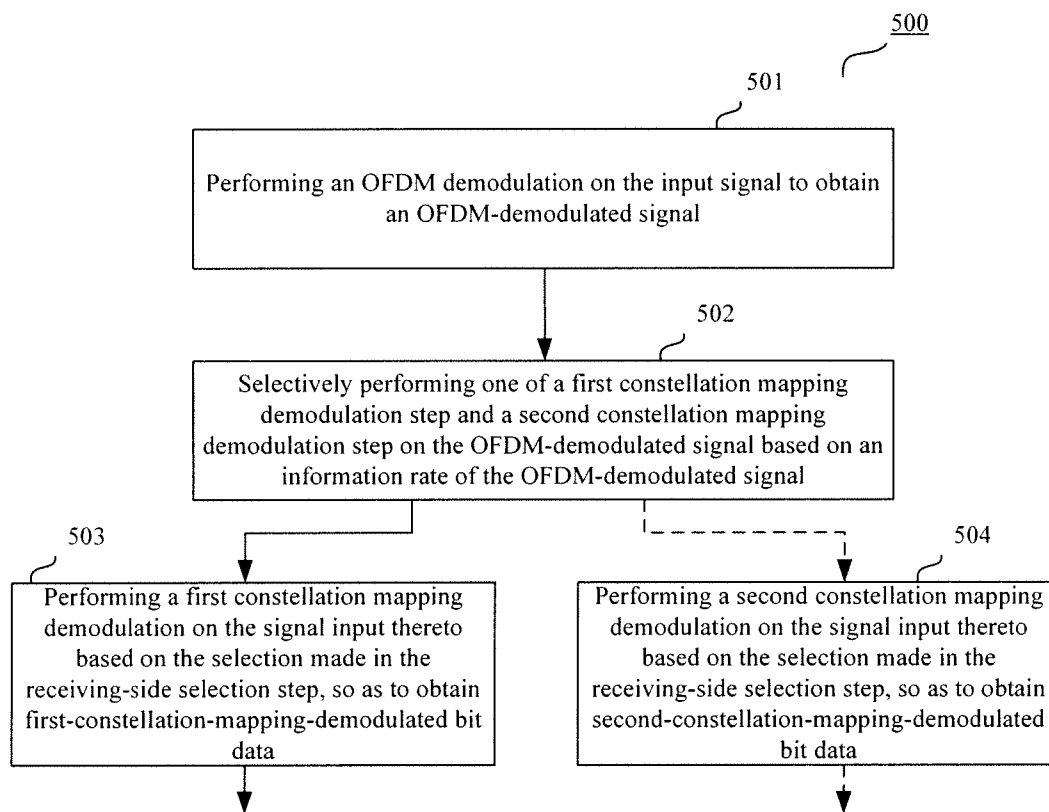 500
501
Performing an OFDM demodulation on the input signal to obtain
an OFDM-demodulated signal
502
Selectively performing one of a first constellation mapping
demodulation step and a second constellation mapping
demodulation step on the OFDM-demodulated signal based on an
information rate of the OFDM-demodulated signal
503
Performing a first constellation mapping
demodulation on the signal input thereto
based on the selection made in the
receiving-side selection step, so as to obtain
first-constellation-mapping-demodulated bit
data
504
Performing a second constellation mapping
demodulation on the signal input thereto
based on the selection made in the
receiving-side selection step, so as to obtain
second-constellation-mapping-demodulated
bit data